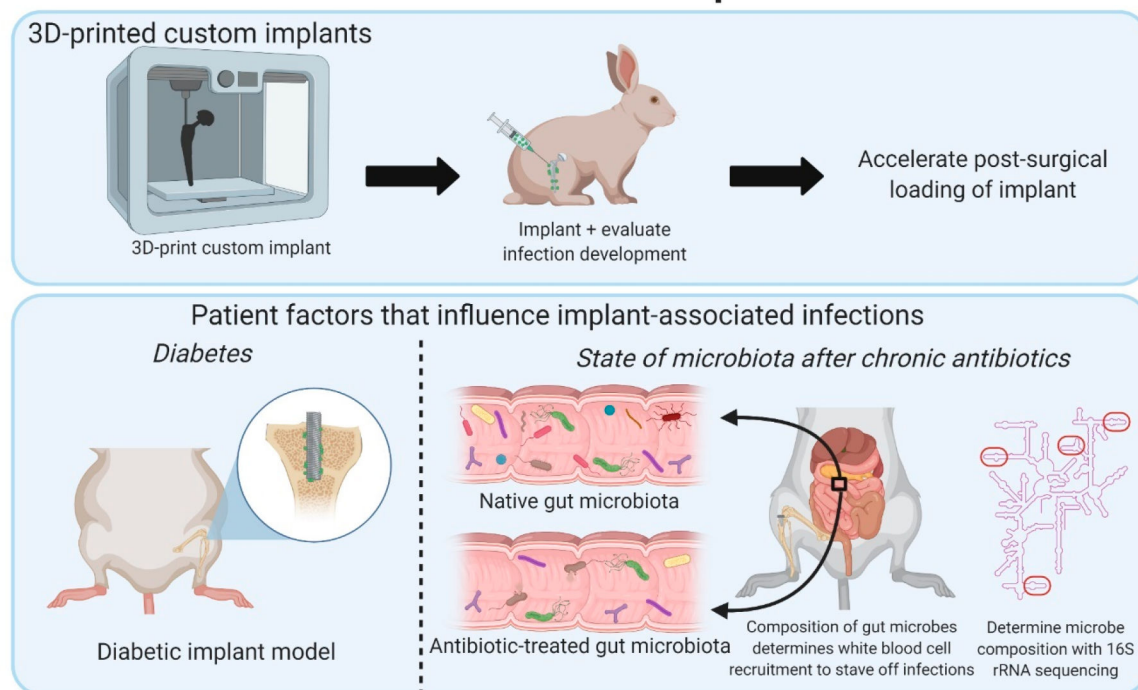 3D-printed custom implants
3D-print custom implant
Implant + evaluate
infection development
Accelerate post-surgical
loading of implant
Patient factors that influence implant-associated infections
Diabetes
Diabetic implant model
State of microbiota after chronic antibiotics
Native gut microbiota
Antibiotic-treated gut microbiota
Composition of gut microbes
determines white blood cell
recruitment to stave off infections
Determine microbe
composition with 16S
rRNA sequencing